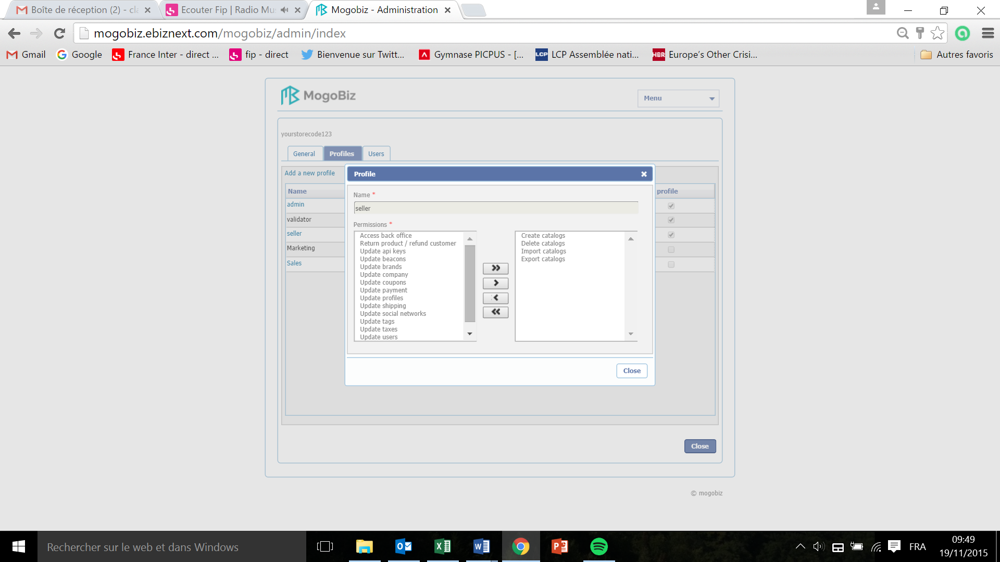 Boîte de réception (2) - cla
Ecouter Fip | Radio Mu
Mogobiz - Administration
mogobiz.ebiznext.com/mogobiz/admin/index
Gmail
Google
France Inter - direct ...
fip - direct
Bienvenue sur Twitt...
Gymnase PICPUS - [...
LCP
LCP Assemblée nati...
HBR
Europe's Other Crisi...
Autres favoris
MogoBiz
Menu
yourstorecode123
General
Profiles
Users
Add a new profile
Profile
Name
profile
Name *
admin
seller
validator
Permissions *
seller
Marketing
Sales
Access back office
Return product / refund customer
Update api keys
Update beacons
Update brands
Update company
Update coupons
Update payment
Update profiles
Update shipping
Update social networks
Update tags
Update taxes
Update users
Create catalogs
Delete catalogs
Import catalogs
Export catalogs
Close
Close
© mogobiz
Rechercher sur le web et dans Windows
FRA
09:49
19/11/2015